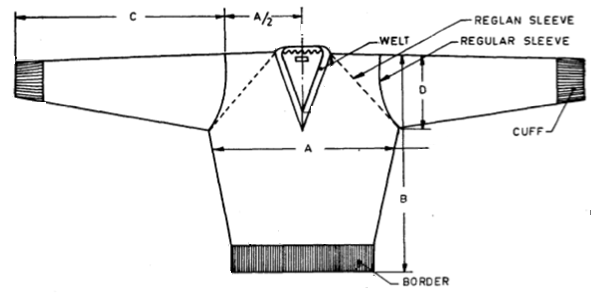 C
A/2
REGLAN SLEEVE
WELT
REGULAR SLEEVE
D
CUFF
A
B
BORDER